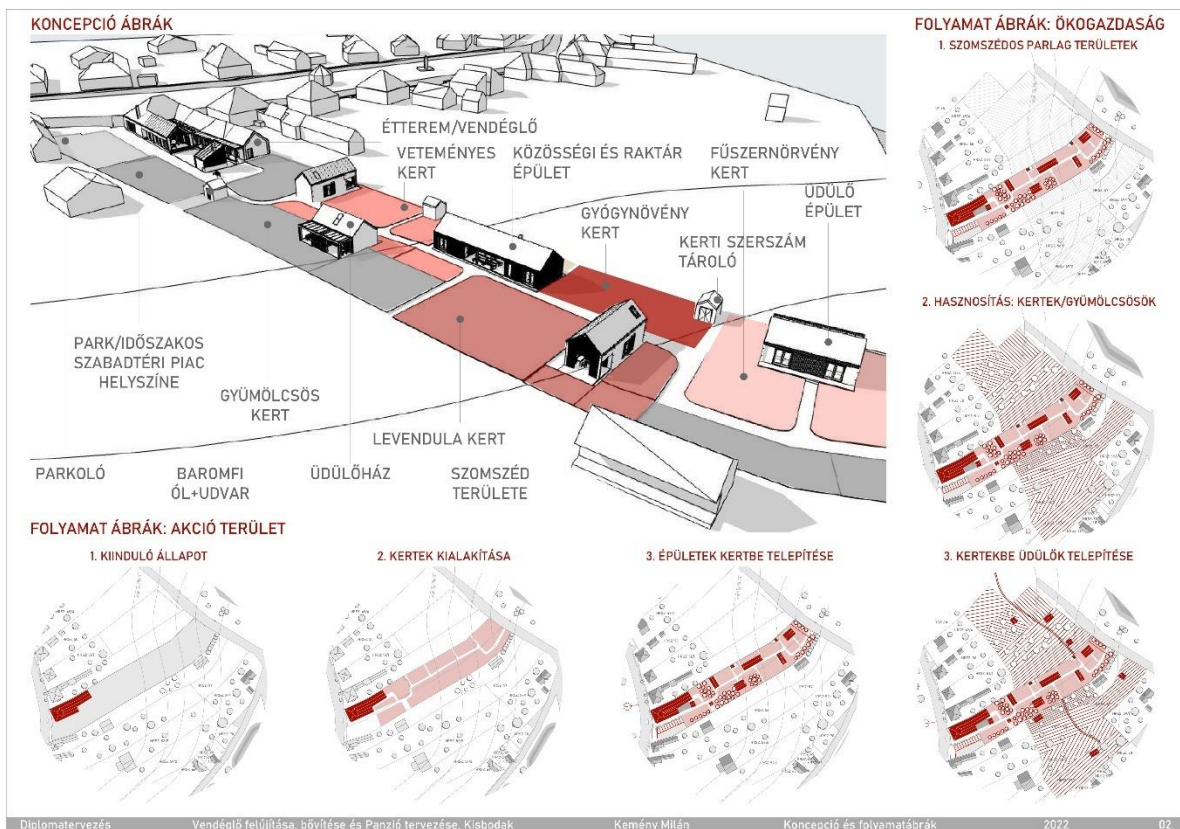 KONCEPCIÓ ÁBRÁK
ÉTTEREM/VENDÉGLŐ
VETEMÉNYES
KERT
KÖZÖSSÉGI ÉS RAKTÁR
ÉPÜLET
FŰSZERNÖRVÉNY
KERT
ÜDÜLŐ
ÉPÜLET
GYÓGYNÖVÉNY
KERT
KERTI SZERSZÁM
TÁROLÓ
PARK/IDŐSZAKOS
SZABADTÉRI PIAC
HELYSZÍNE
GYÜMÖLCSÖS
KERT
LEVENDULA KERT
PARKOLÓ
BAROMFI
ÓL+UDVAR
ÜDÜLŐHÁZ
SZOMSZÉD
TERÜLETE
FOLYAMAT ÁBRÁK: AKCIÓ TERÜLET
1. KIINDULÓ ÁLLAPOT
2. KERTEK KIALAKÍTÁSA
3. ÉPÜLETEK KERTBE TELEPÍTÉSE
FOLYAMAT ÁBRÁK: ÖKOGAZDASÁG
1. SZOMSZÉDOS PARLAG TERÜLETEK
2. HASZNOSÍTÁS: KERTEK/GYÜMÖLCSÖSÖK
3. KERTEKBE ÜDÜLŐK TELEPÍTÉSE
Diplomatervezés
Vendéglő felújítása, bővítése és Panzió tervezése, Kisbodak
Kemény Milán
Koncepció és folyamatábrák
2022
02.